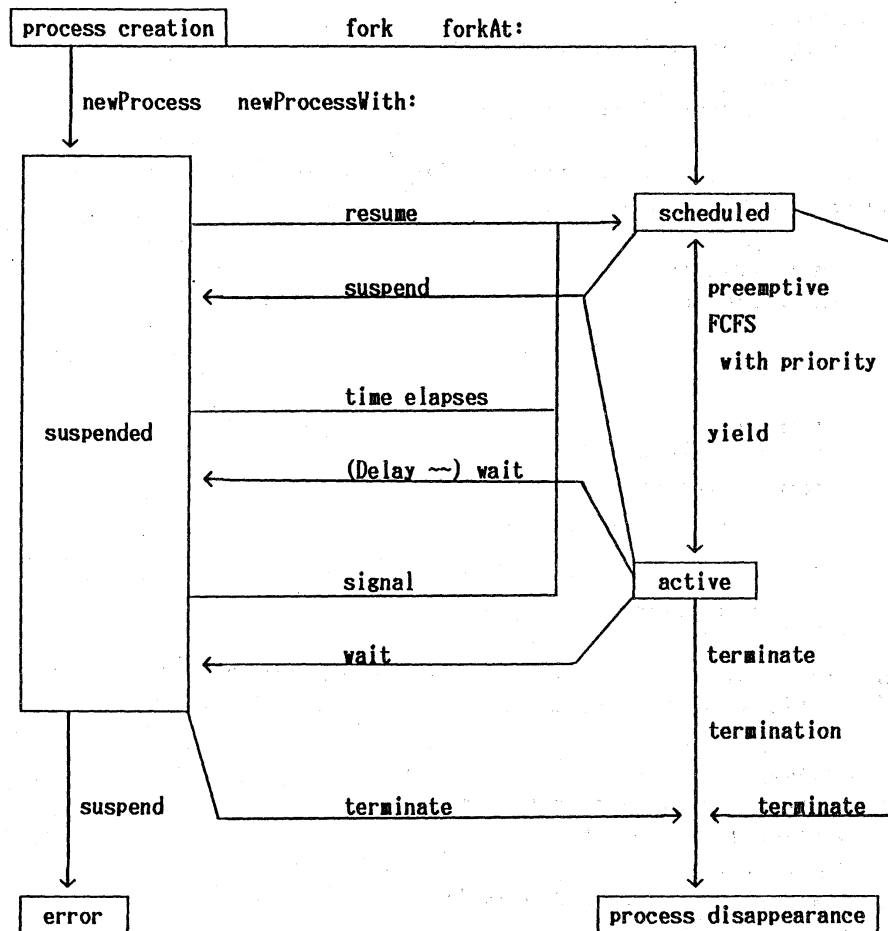 process creation
fork forkAt:
newProcess newProcessWith:
resume
scheduled
suspend
preemptive
FCFS
with priority
time elapses
suspended
yield
(Delay ~~) wait
signal
active
wait
terminate
termination
suspend
terminate
terminate
error
process disappearance